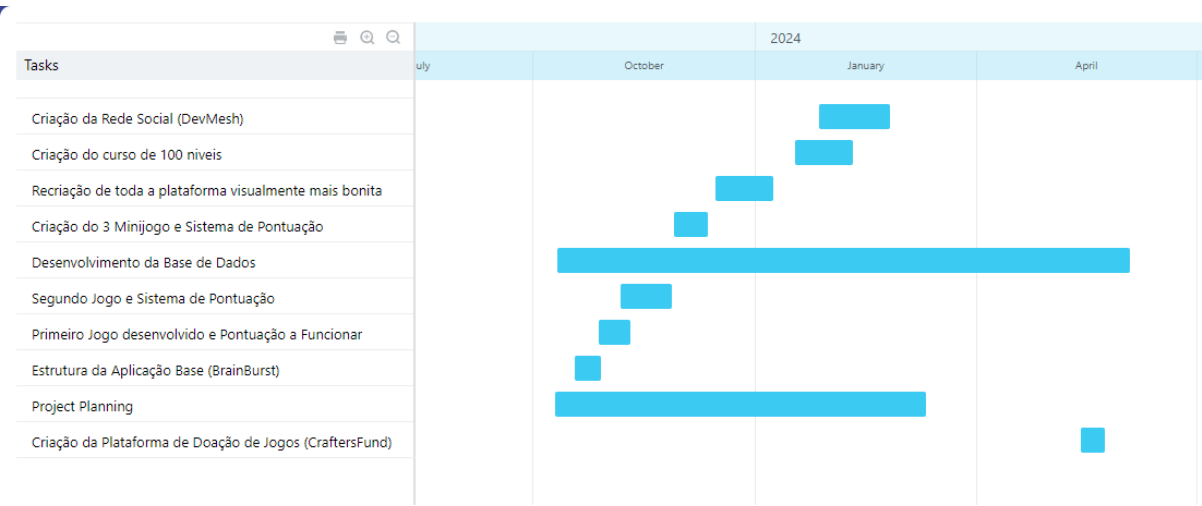 2024
Tasks
uly
October
January
April
Criação da Rede Social (DevMesh)
Criação do curso de 100 niveis
Recriação de toda a plataforma visualmente mais bonita
Criação do 3 Minijogo e Sistema de Pontuação
Desenvolvimento da Base de Dados
Segundo Jogo e Sistema de Pontuação
Primeiro Jogo desenvolvido e Pontuação a Funcionar
Estrutura da Aplicação Base (BrainBurst)
Project Planning
Criação da Plataforma de Doação de Jogos (CraftersFund)